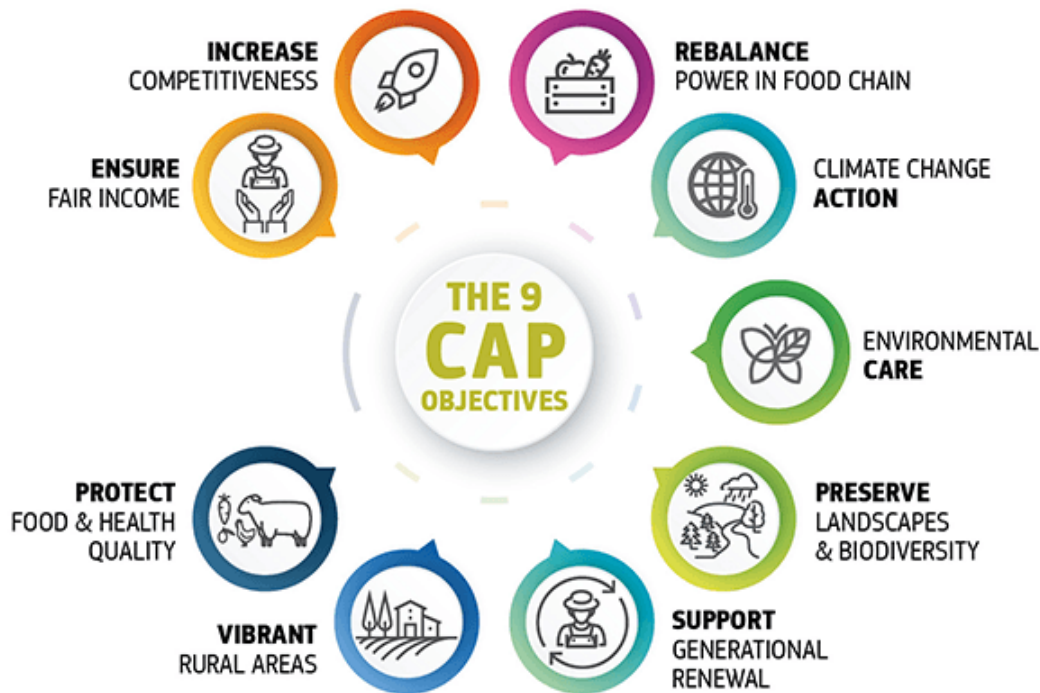 THE 9
CAP
OBJECTIVES
ENSURE
FAIR INCOME
INCREASE
COMPETITIVENESS
REBALANCE
POWER IN FOOD CHAIN
CLIMATE CHANGE
ACTION
ENVIRONMENTAL
CARE
PRESERVE
LANDSCAPES
& BIODIVERSITY
SUPPORT
GENERATIONAL
RENEWAL
VIBRANT
RURAL AREAS
PROTECT
FOOD & HEALTH
QUALITY